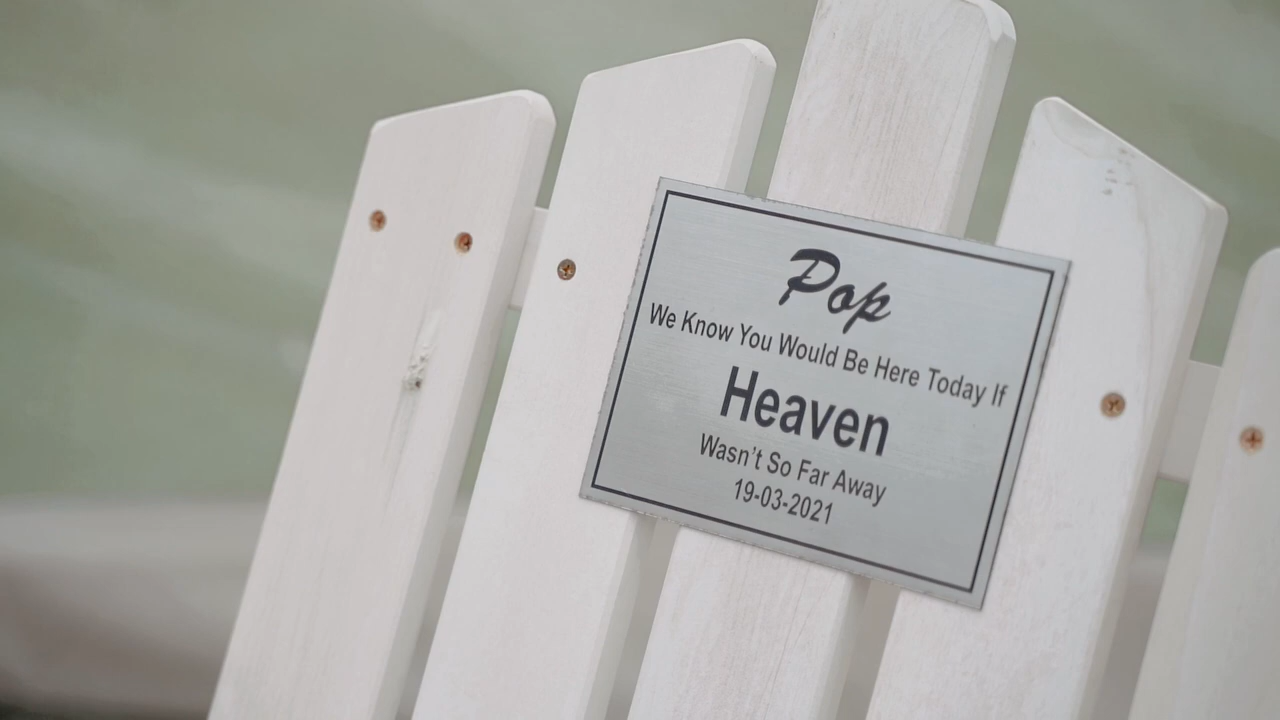 Pop
We Know You Would Be Here Today If
Heaven
Wasn't So Far Away
19-03-2021